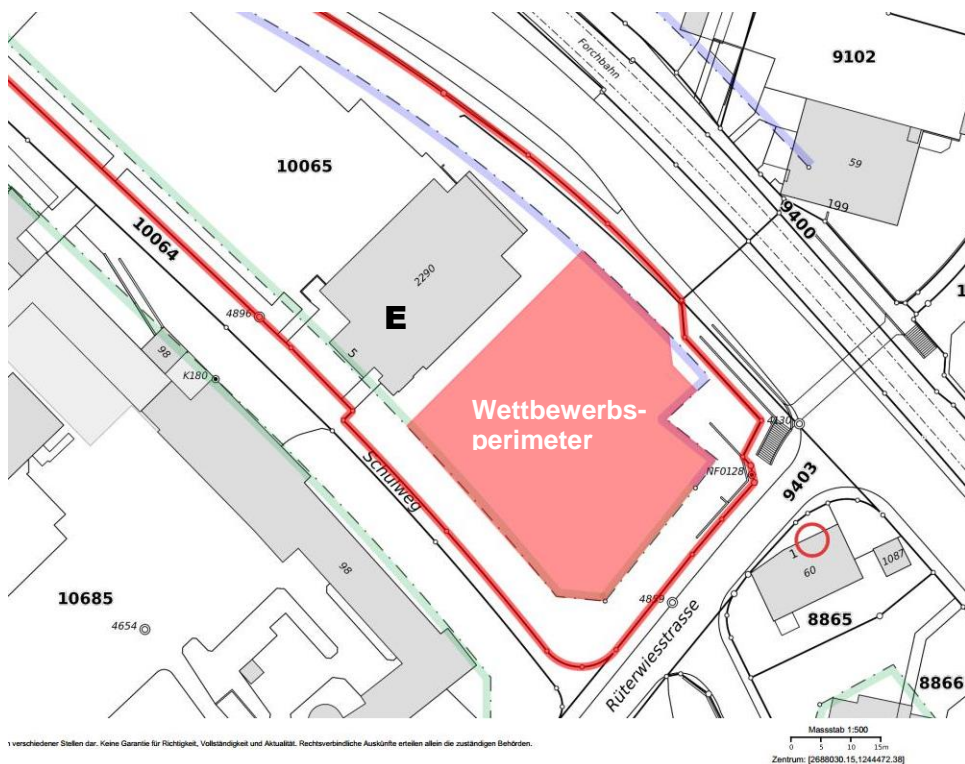 Forchbahn
9102
59
199
9400
10065
10064
2290
E
4896
5
98
K180
Wettbewerbs-
perimeter
4130
NF0128
9403
Schulweg
1
60
1087
98
10685
4654
4859
8865
Rüterwiesstrasse
8866
verschiedener Stellen dar. Keine Garantie für Richtigkeit, Vollständigkeit und Aktualität. Rechtsverbindliche Auskünfte erteilen allein die zuständigen Behörden.
Massstab 1:500
0 5 10 15m
Zentrum: [2688030.15,1244472.38]